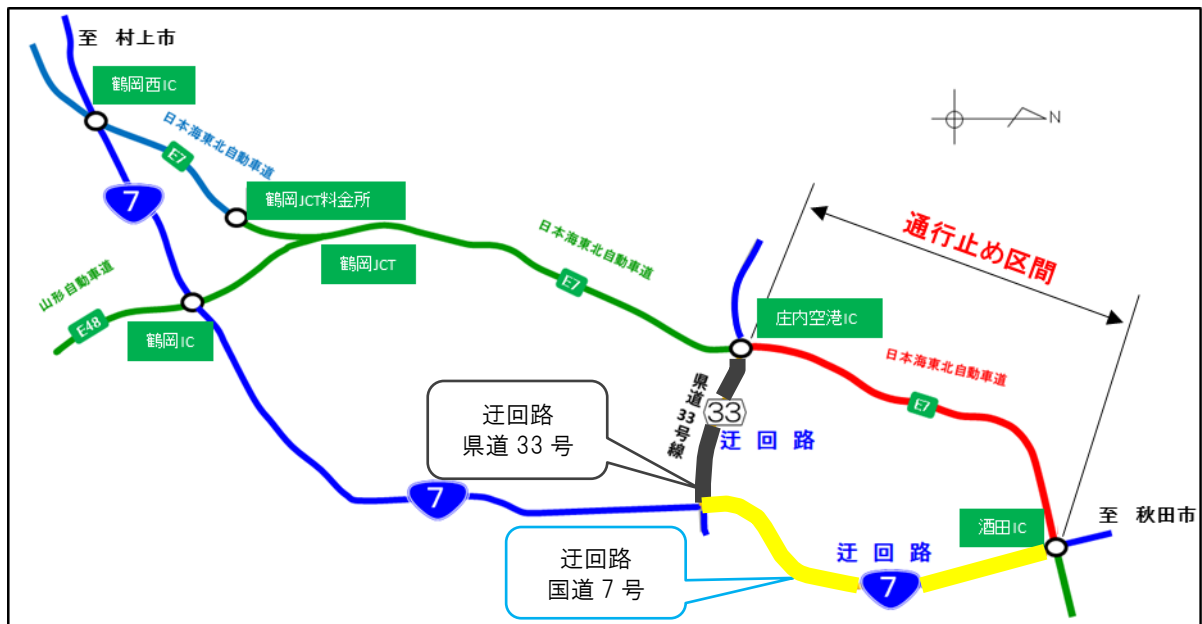 至 村上市
鶴岡西IC
日本海東北自動車道
E7
7
鶴岡JCT料金所
N
通行止め区間
山形自動車道
E48
鶴岡IC
鶴岡JCT
日本海東北自動車道
E7
庄内空港IC
日本海東北自動車道
E7
県道33号線
33
迂回路
迂回路
県道33号
7
迂回路
国道7号
迂回路
7
酒田IC
至 秋田市